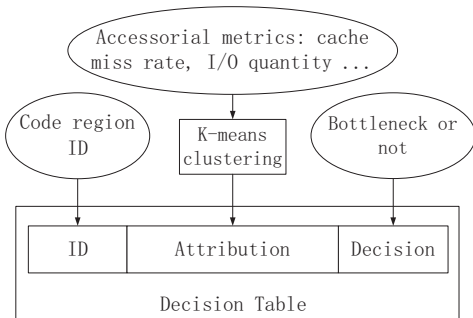 Accessorial metrics: cache
miss rate, I/O quantity ...
Code region
ID
K-means
clustering
Bottleneck or
not
ID
Attribution
Decision
Decision Table